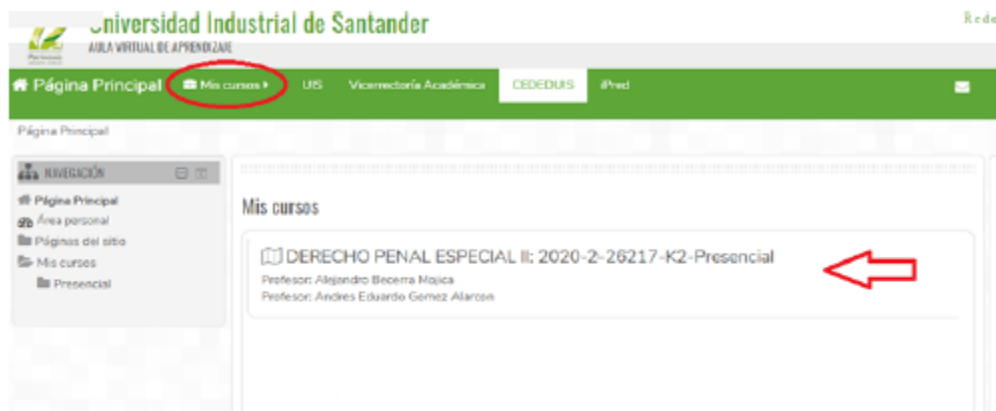 Universidad Industrial de Santander
AULA VIRTUAL DE APRENDIZAJE
Rede
Página Principal
Mis cursos
UIS
Vicerrectoría Académica
CEDEDUIS
iPred
Página Principal
NAVEGACIÓN
Página Principal
Área personal
Páginas del sitio
Mis cursos
Presencial
Mis cursos
DERECHO PENAL ESPECIAL II: 2020-2-26217-K2-Presencial
Profesor: Alejandro Becerra Mojica
Profesor: Andres Eduardo Gomez Alarcon